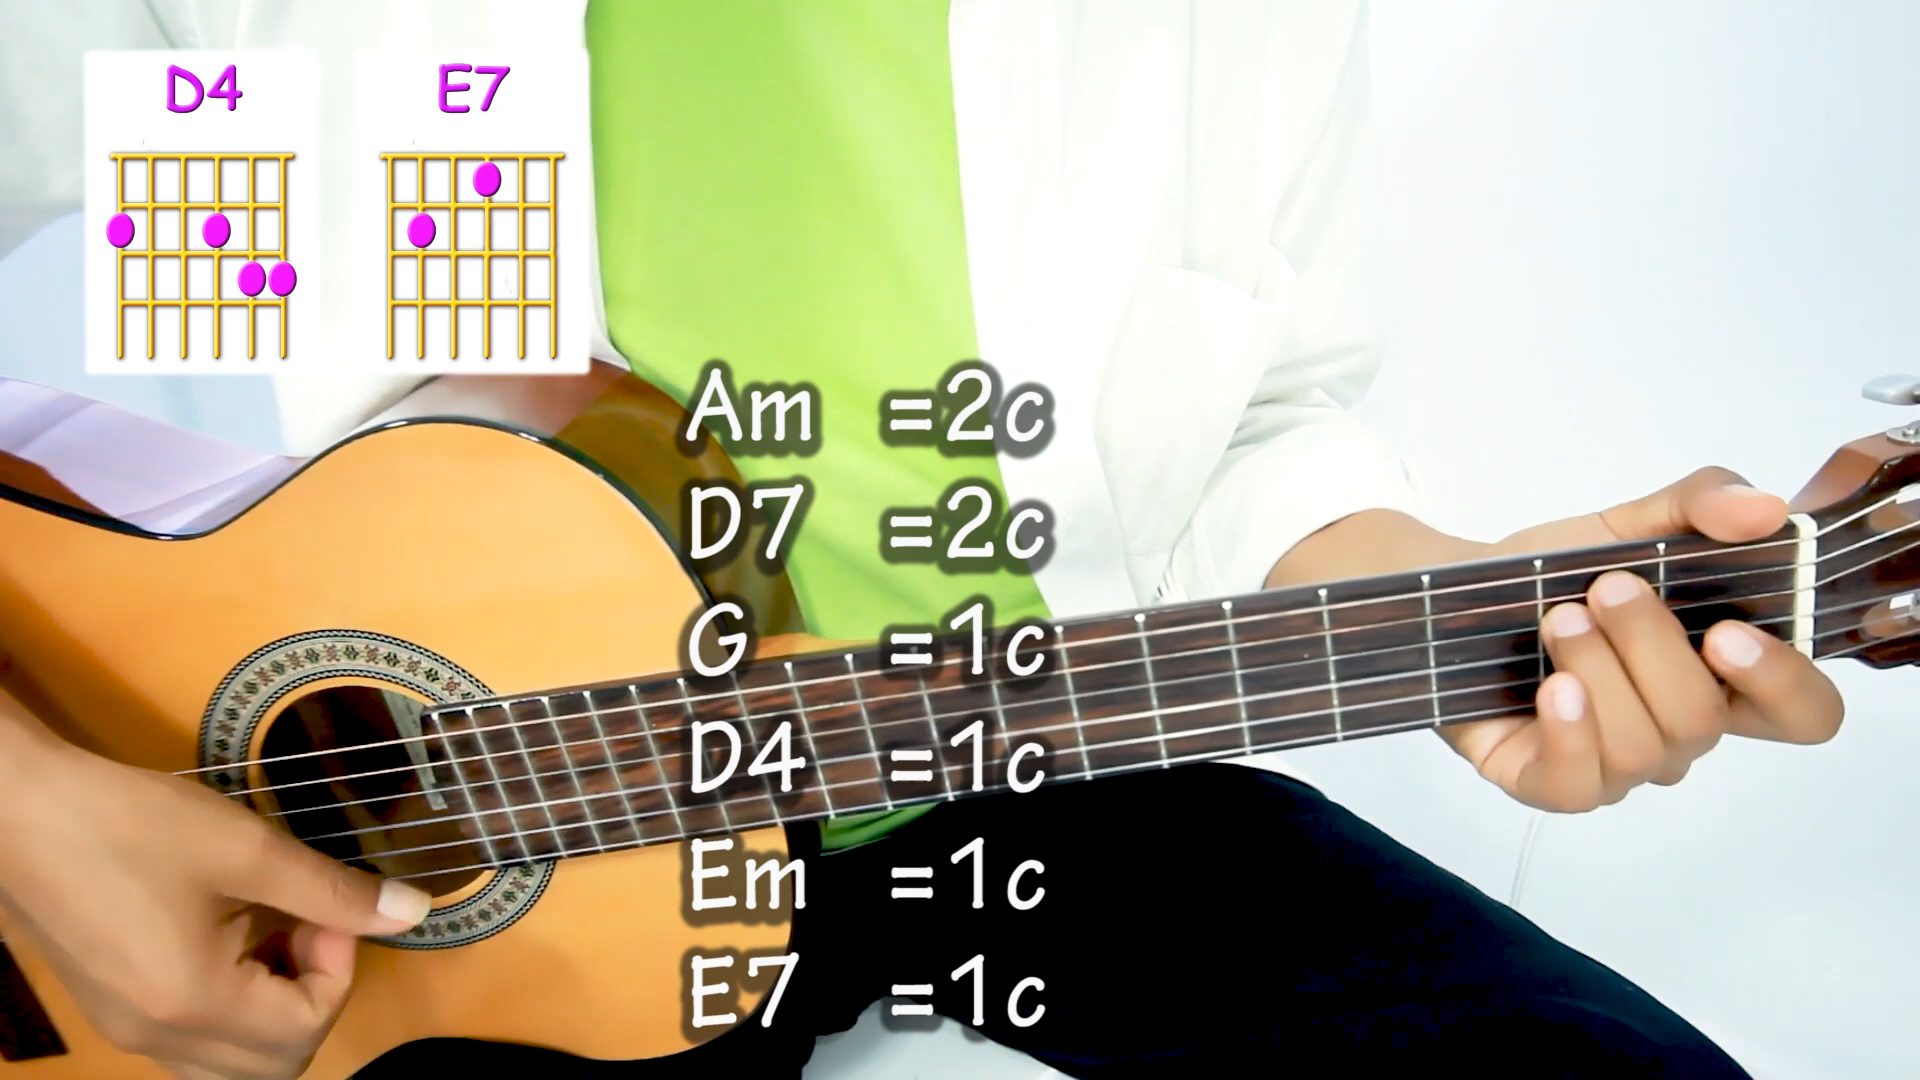 D4 E7
Am =2c
D7 =2c
G =1c
D4 =1c
Em =1c
E7 =1c